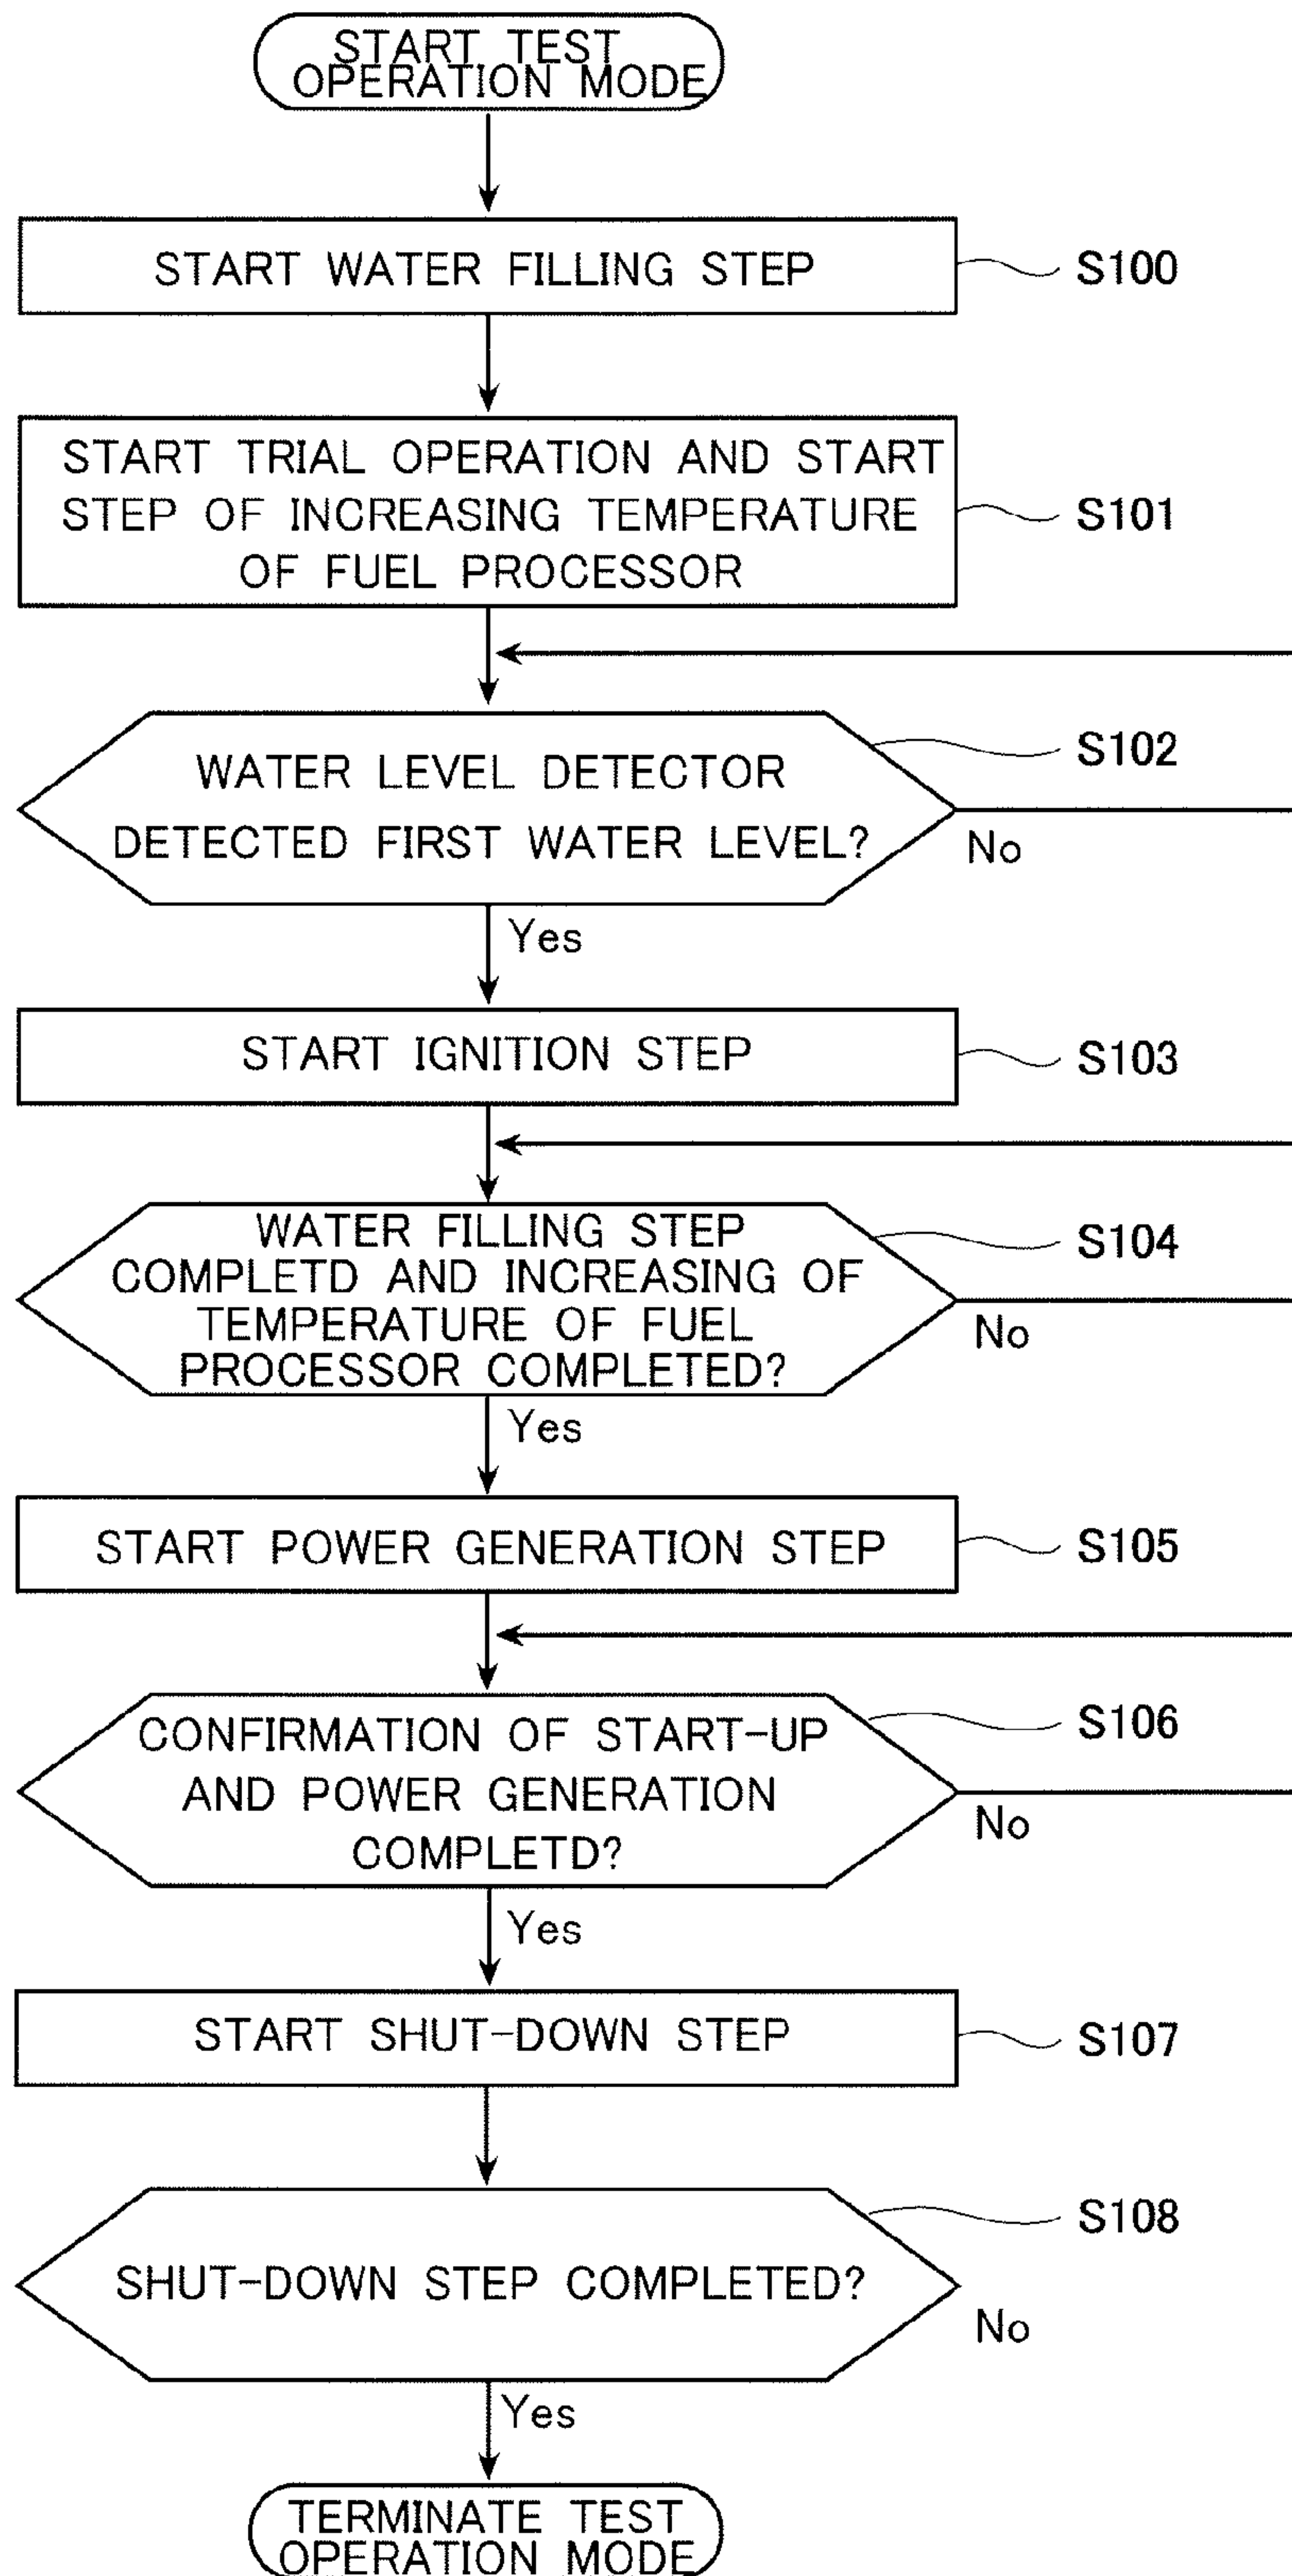 START TEST
OPERATION MODE
START WATER FILLING STEP
S100
START TRIAL OPERATION AND START
STEP OF INCREASING TEMPERATURE
OF FUEL PROCESSOR
S101
WATER LEVEL DETECTOR
DETECTED FIRST WATER LEVEL?
S102
No
Yes
START IGNITION STEP
S103
WATER FILLING STEP
COMPLETD AND INCREASING OF
TEMPERATURE OF FUEL
PROCESSOR COMPLETED?
S104
No
Yes
START POWER GENERATION STEP
S105
CONFIRMATION OF START-UP
AND POWER GENERATION
COMPLETD?
S106
No
Yes
START SHUT-DOWN STEP
S107
SHUT-DOWN STEP COMPLETED?
S108
No
Yes
TERMINATE TEST
OPERATION MODE